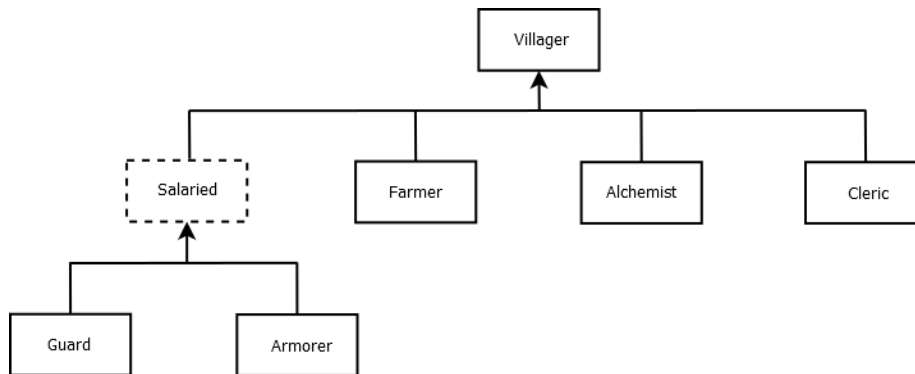 Villager
Salaried
Farmer
Alchemist
Cleric
Guard
Armorer